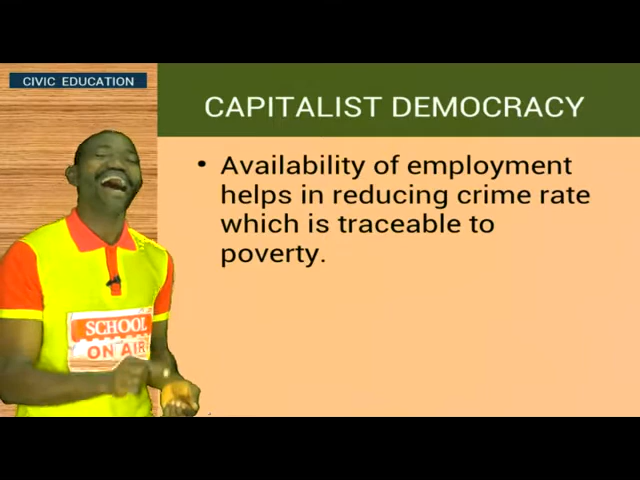 CIVIC EDUCATION
CAPITALIST DEMOCRACY
• Availability of employment
helps in reducing crime rate
which is traceable to
poverty.
SCHOOL
ON AIR